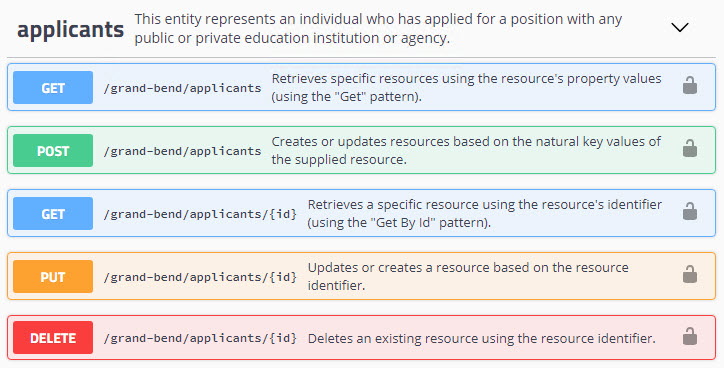 applicants This entity represents an individual who has applied for a position with any
public or private education institution or agency.
GET /grand-bend/applicants Retrieves specific resources using the resource's property values
(using the "Get" pattern).
POST /grand-bend/applicants Creates or updates resources based on the natural key values of
the supplied resource.
GET /grand-bend/applicants/{id} Retrieves a specific resource using the resource's identifier
(using the "Get By Id" pattern).
PUT /grand-bend/applicants/{id} Updates or creates a resource based on the resource
identifier.
DELETE /grand-bend/applicants/{id} Deletes an existing resource using the resource identifier.